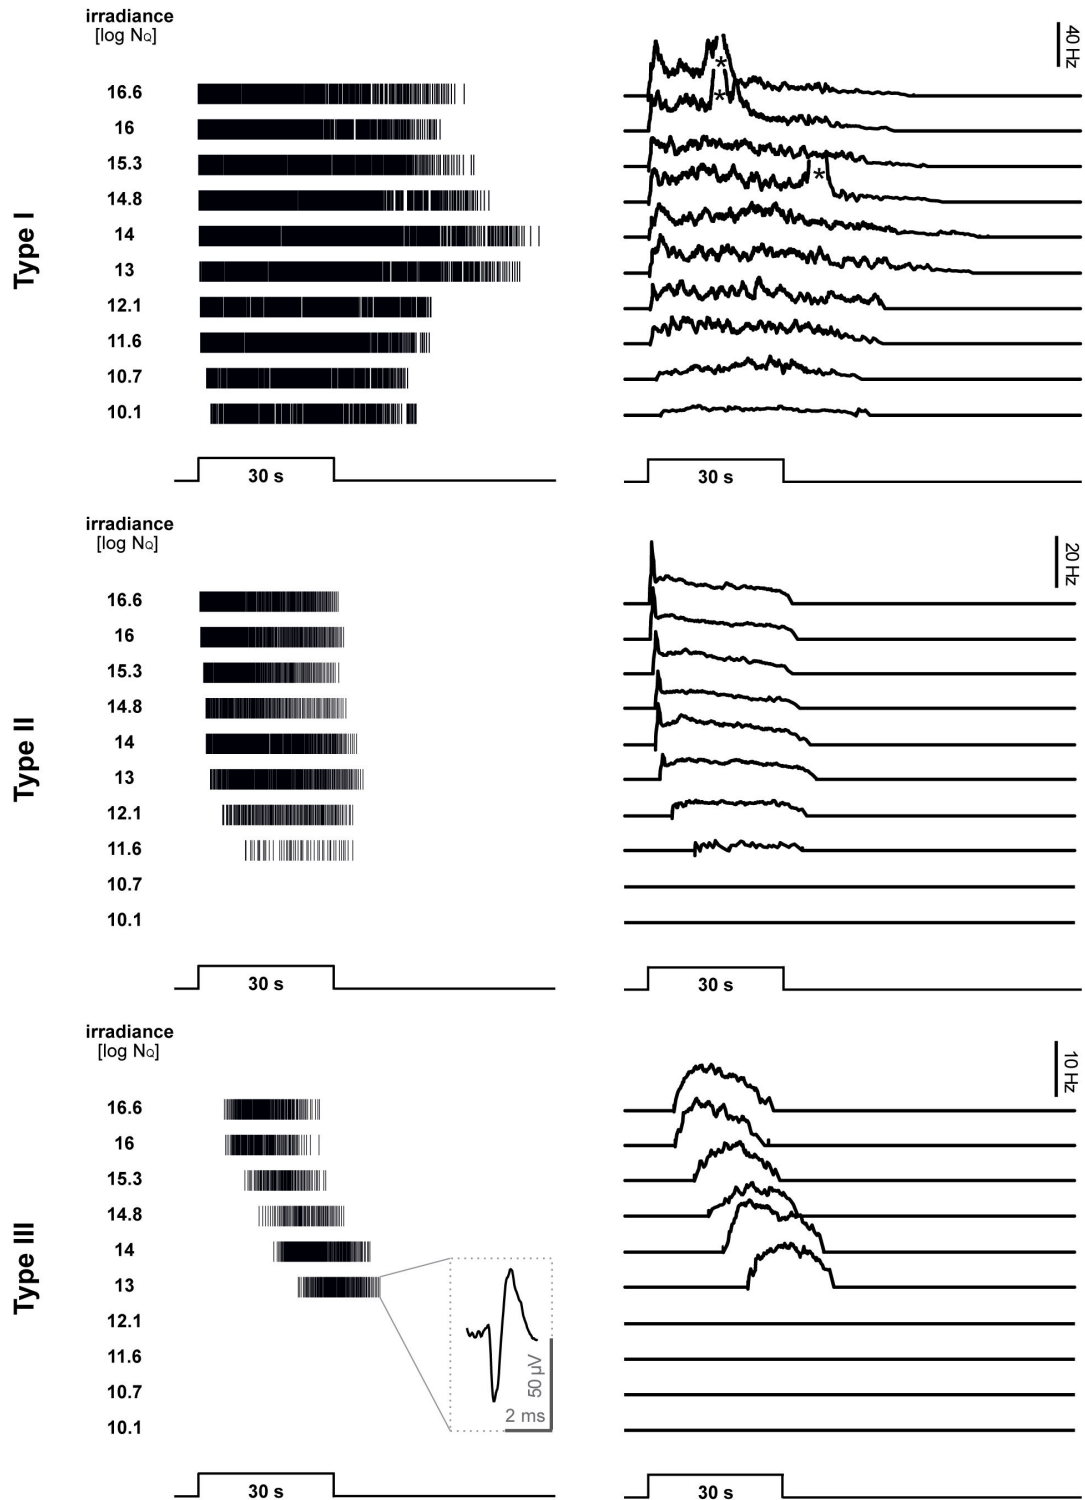 irradiance
[log NQ]
40 Hz
Type I
16.6
*
16
*
15.3
14.8
*
14
13
12.1
11.6
10.7
10.1
30 s
30 s
irradiance
[log NQ]
20 Hz
Type II
16.6
16
15.3
14.8
14
13
12.1
11.6
10.7
10.1
30 s
30 s
irradiance
[log NQ]
10 Hz
Type III
16.6
16
15.3
14.8
14
13
12.1
11.6
10.7
10.1
50 µV
2 ms
30 s
30 s